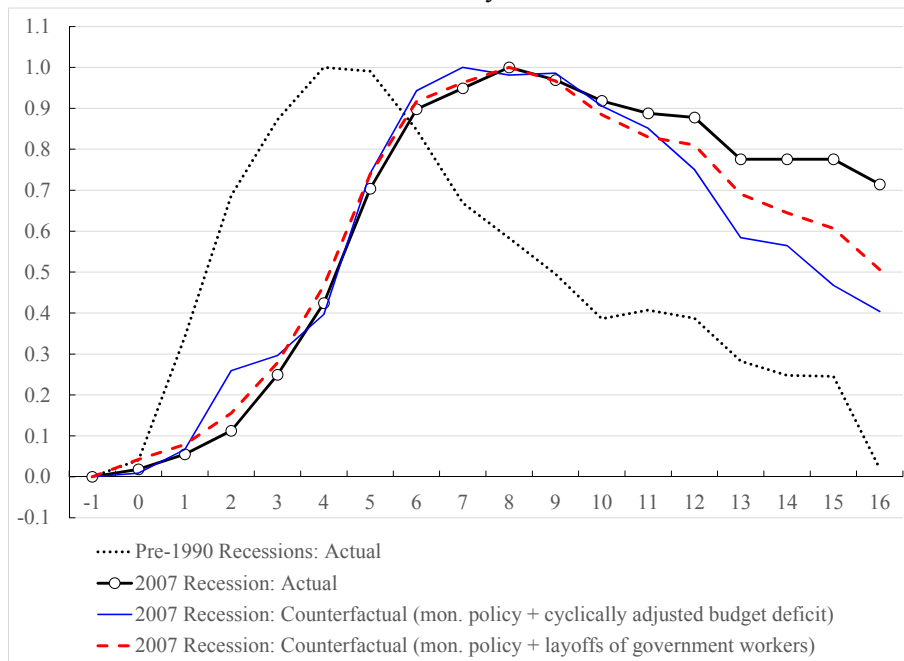 1.1
1.0
0.9
0.8
0.7
0.6
0.5
0.4
0.3
0.2
0.1
0.0
-1 0 1 2 3 4 5 6 7 8 9 10 11 12 13 14 15 16
-0.1
Pre-1990 Recessions: Actual
2007 Recession: Actual
2007 Recession: Counterfactual (mon. policy + cyclically adjusted budget deficit)
2007 Recession: Counterfactual (mon. policy + layoffs of government workers)